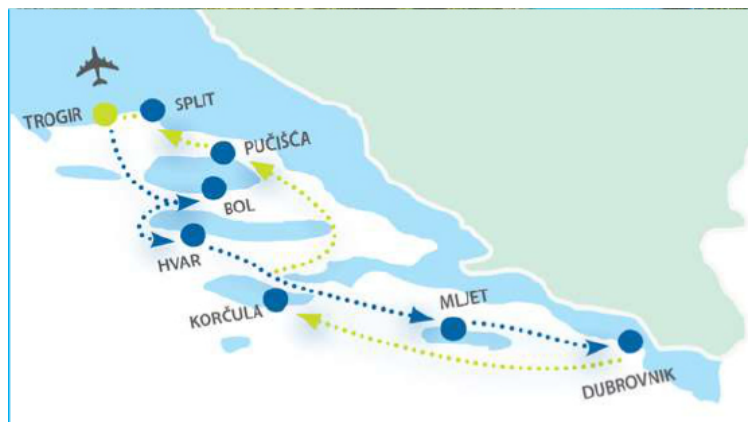 SPLIT
TROGIR
PUČIŠĆA
BOL
HVAR
KORČULA
MLJET
DUBROVNIK